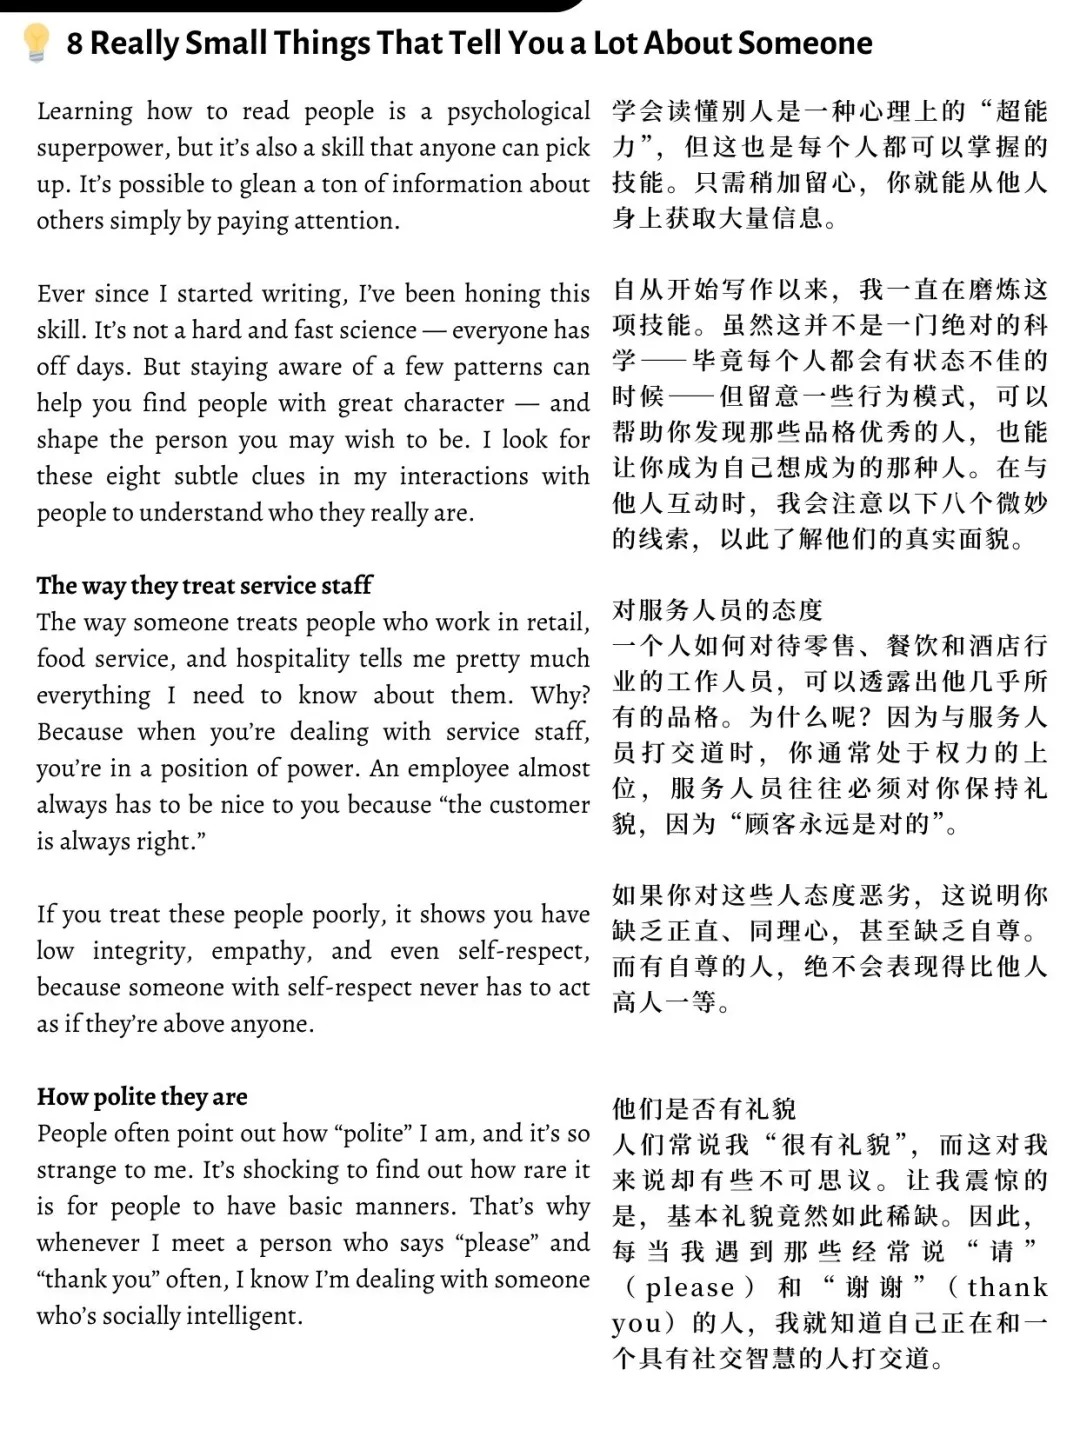 8 Really Small Things That Tell You a Lot About Someone
Learning how to read people is a psychological
superpower, but it's also a skill that anyone can pick
up. It's possible to glean a ton of information about
others simply by paying attention.
Ever since I started writing, I've been honing this
skill. It's not a hard and fast science — everyone has
off days. But staying aware of a few patterns can
help you find people with great character — and
shape the person you may wish to be. I look for
these eight subtle clues in my interactions with
people to understand who they really are.
The way they treat service staff
The way someone treats people who work in retail,
food service, and hospitality tells me pretty much
everything I need to know about them. Why?
Because when you're dealing with service staff,
you're in a position of power. An employee almost
always has to be nice to you because “the customer
is always right.”
If you treat these people poorly, it shows you have
low integrity, empathy, and even self-respect,
because someone with self-respect never has to act
as if they're above anyone.
How polite they are
People often point out how “polite” I am, and it's so
strange to me. It's shocking to find out how rare it
is for people to have basic manners. That's why
whenever I meet a person who says “please” and
“thank you” often, I know I'm dealing with someone
who's socially intelligent.
学会读懂别人是一种心理上的“超能
力”，但这也是每个人都可以掌握的
技能。只需稍加留心，你就能从他人
身上获取大量信息。
自从开始写作以来，我一直在磨炼这
项技能。虽然这并不是一门绝对的科
学——毕竟每个人都会有状态不佳的
时候——但留意一些行为模式，可以
帮助你发现那些品格优秀的人，也能
让你成为自己想成为的那种人。在与
他人互动时，我会注意以下八个微妙
的线索，以此了解他们的真实面貌。
对服务人员的态度
一个人如何对待零售、餐饮和酒店行
业的工作人员，可以透露出他几乎所
有的品格。为什么呢？因为与服务人
员打交道时，你通常处于权力的上
位，服务人员往往必须对你保持礼
貌，因为“顾客永远是对的”。
如果你对这些人态度恶劣，这说明你
缺乏正直、同理心，甚至缺乏自尊。
而有自尊的人，绝不会表现得比他人
高人一等。
他们是否有礼貌
人们常说我“很有礼貌”，而这对我
来说却有些不可思议。让我震惊的
是，基本礼貌竟然如此稀缺。因此，
每当我遇到那些经常说“请”
（please）和“谢谢”（thank
you）的人，我就知道自己正在和一
个具有社交智慧的人打交道。